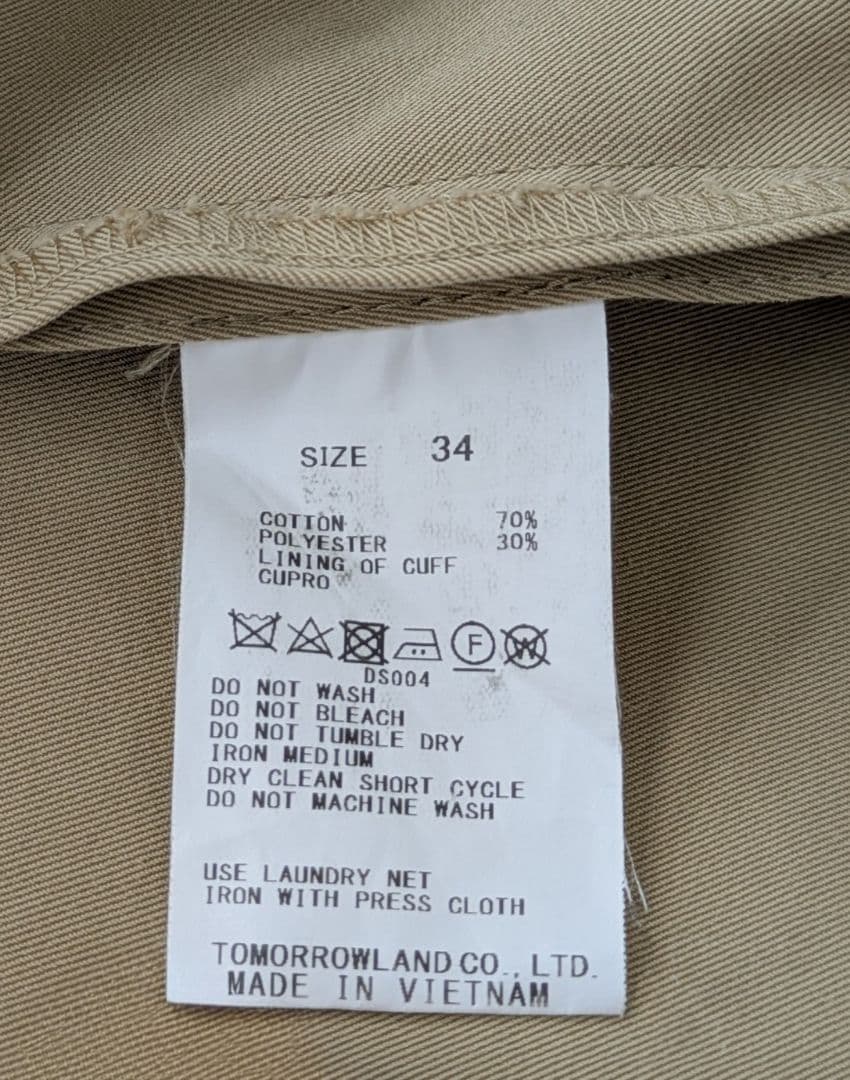 SIZE 34
COTTON 70%
POLYESTER 30%
LINING OF CUFF
CUPRO
F W
DS004
DO NOT WASH
DO NOT BLEACH
DO NOT TUMBLE DRY
IRON MEDIUM
DRY CLEAN SHORT CYCLE
DO NOT MACHINE WASH
USE LAUNDRY NET
IRON WITH PRESS CLOTH
TOMORROWLAND CO., LTD.
MADE IN VIETNAM